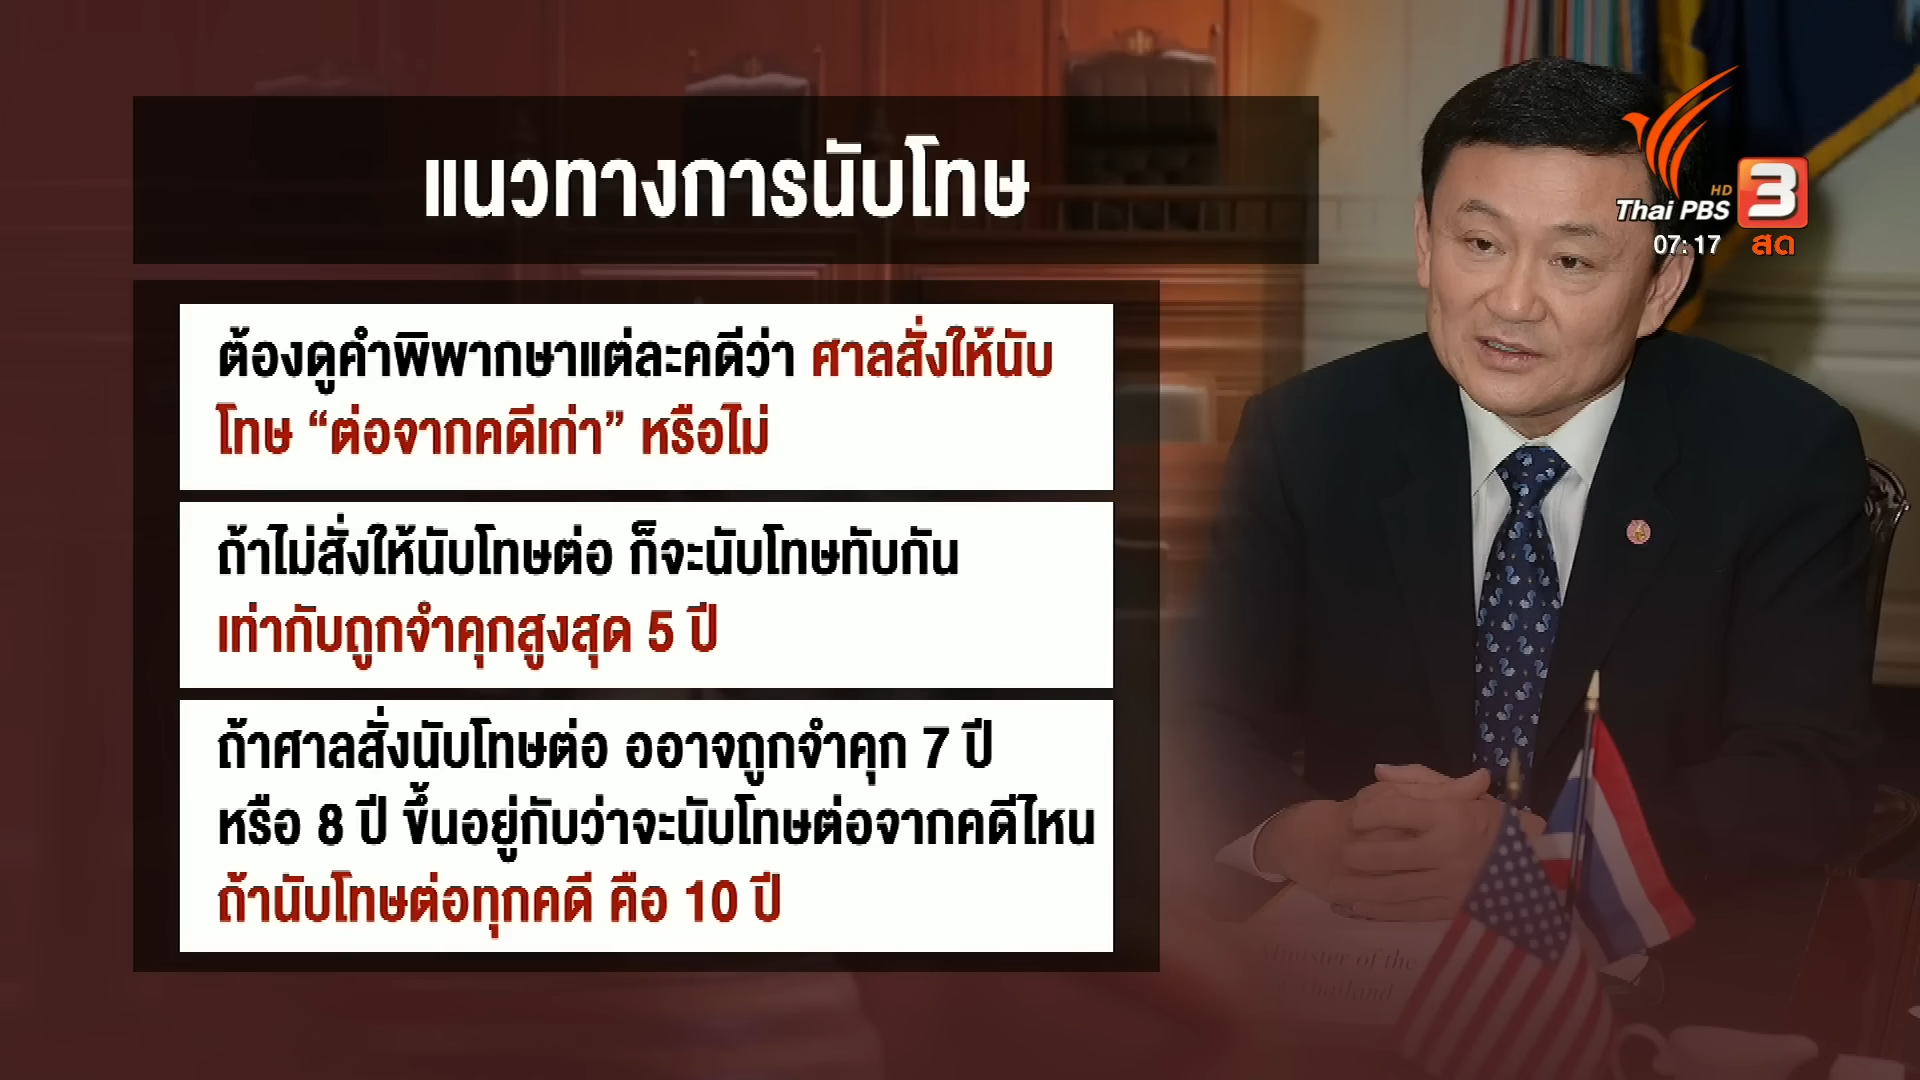 แนวทางการนับโทษ
ต้องดูคำพิพากษาแต่ละคดีว่า ศาลสั่งให้นับ
โทษ “ต่อจากคดีเก่า” หรือไม่
ถ้าไม่สั่งให้นับโทษต่อ ก็จะนับโทษทับกัน
เท่ากับถูกจำคุกสูงสุด 5 ปี
ถ้าศาลสั่งนับโทษต่อ ออาจถูกจำคุก 7 ปี
หรือ 8 ปี ขึ้นอยู่กับว่าจะนับโทษต่อจากคดีไหน
ถ้านับโทษต่อทุกคดี คือ 10 ปี
HD
Thai PBS 3
07:17 สด
Minister of the
Thailand